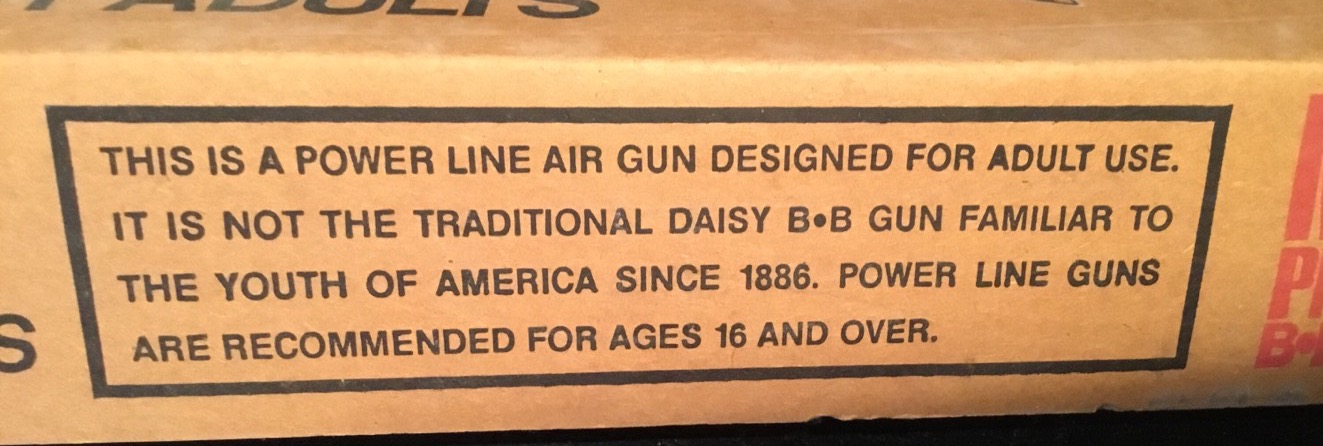 ADULTS
THIS IS A POWER LINE AIR GUN DESIGNED FOR ADULT USE.
IT IS NOT THE TRADITIONAL DAISY B•B GUN FAMILIAR TO
THE YOUTH OF AMERICA SINCE 1886. POWER LINE GUNS
ARE RECOMMENDED FOR AGES 16 AND OVER.